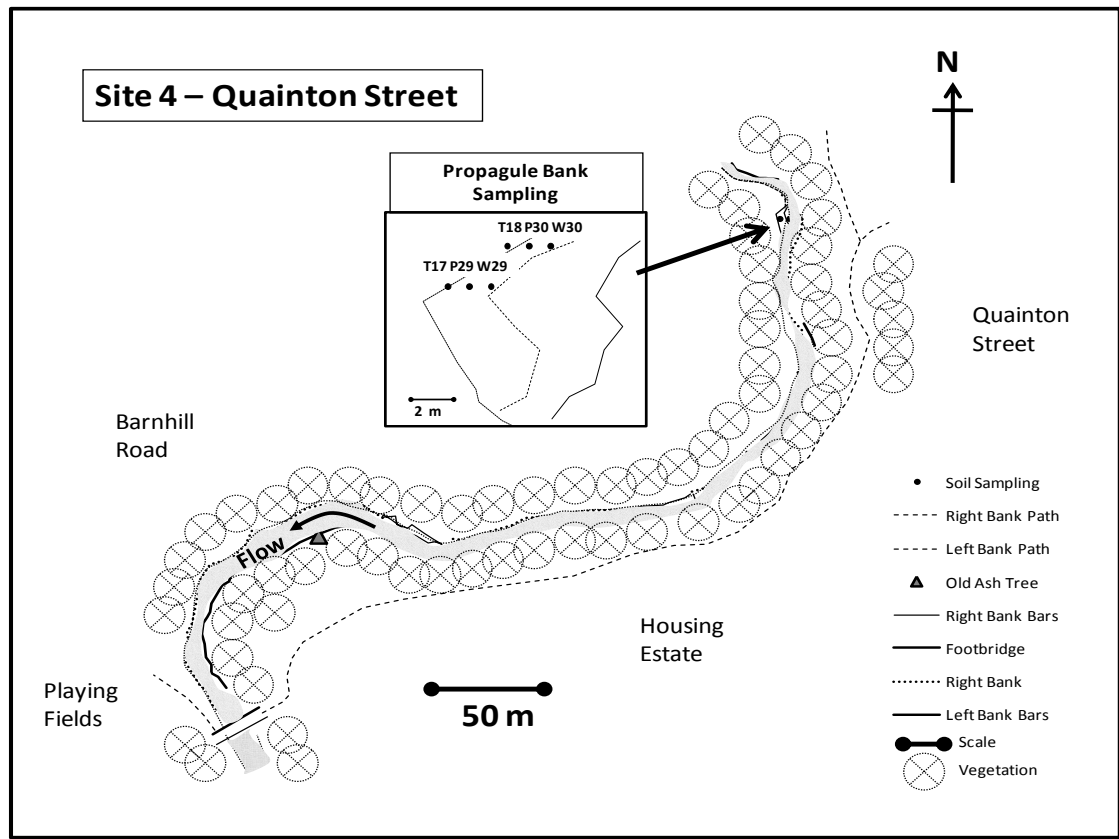 Site 4 – Quainton Street
N
Propagule Bank
Sampling
T18 P30 W30
T17 P29 W29
2 m
Quainton
Street
Barnhill
Road
Flow
Housing
Estate
Playing
Fields
50 m
Soil Sampling
Right Bank Path
Left Bank Path
Old Ash Tree
Right Bank Bars
Footbridge
Right Bank
Left Bank Bars
Scale
Vegetation